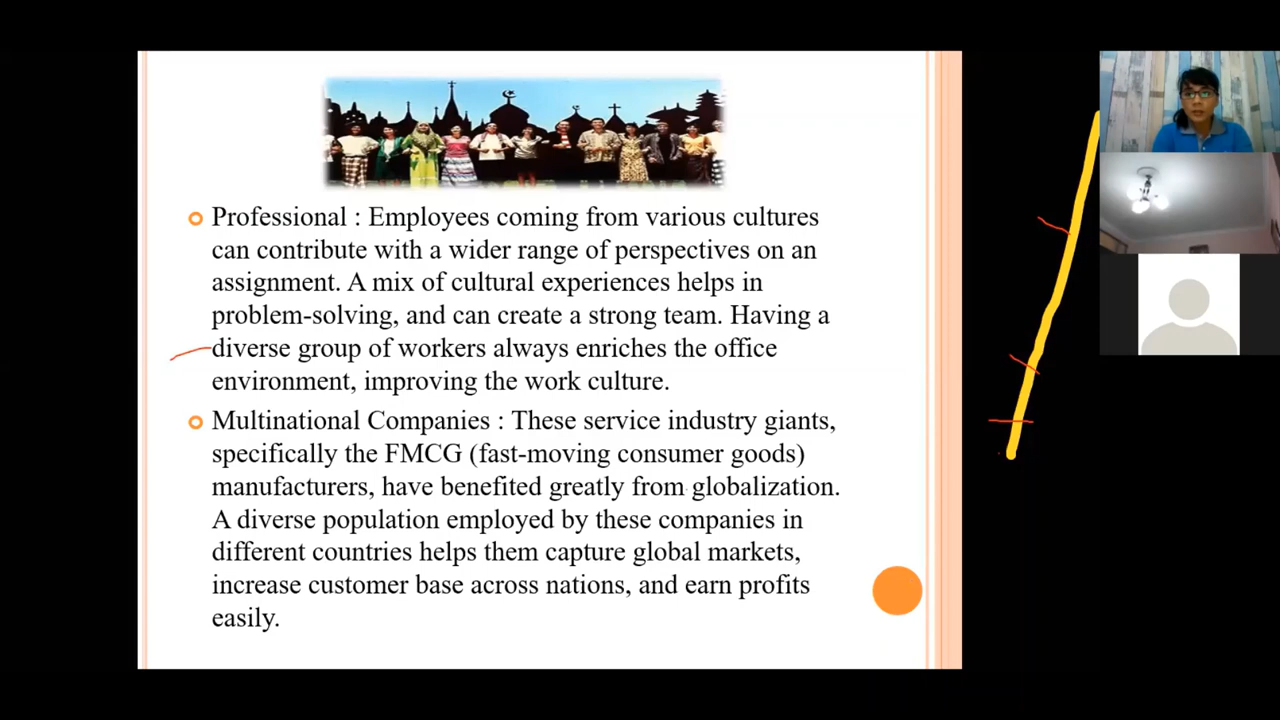 Professional : Employees coming from various cultures
can contribute with a wider range of perspectives on an
assignment. A mix of cultural experiences helps in
problem-solving, and can create a strong team. Having a
diverse group of workers always enriches the office
environment, improving the work culture.
Multinational Companies : These service industry giants,
specifically the FMCG (fast-moving consumer goods)
manufacturers, have benefited greatly from globalization.
A diverse population employed by these companies in
different countries helps them capture global markets,
increase customer base across nations, and earn profits
easily.